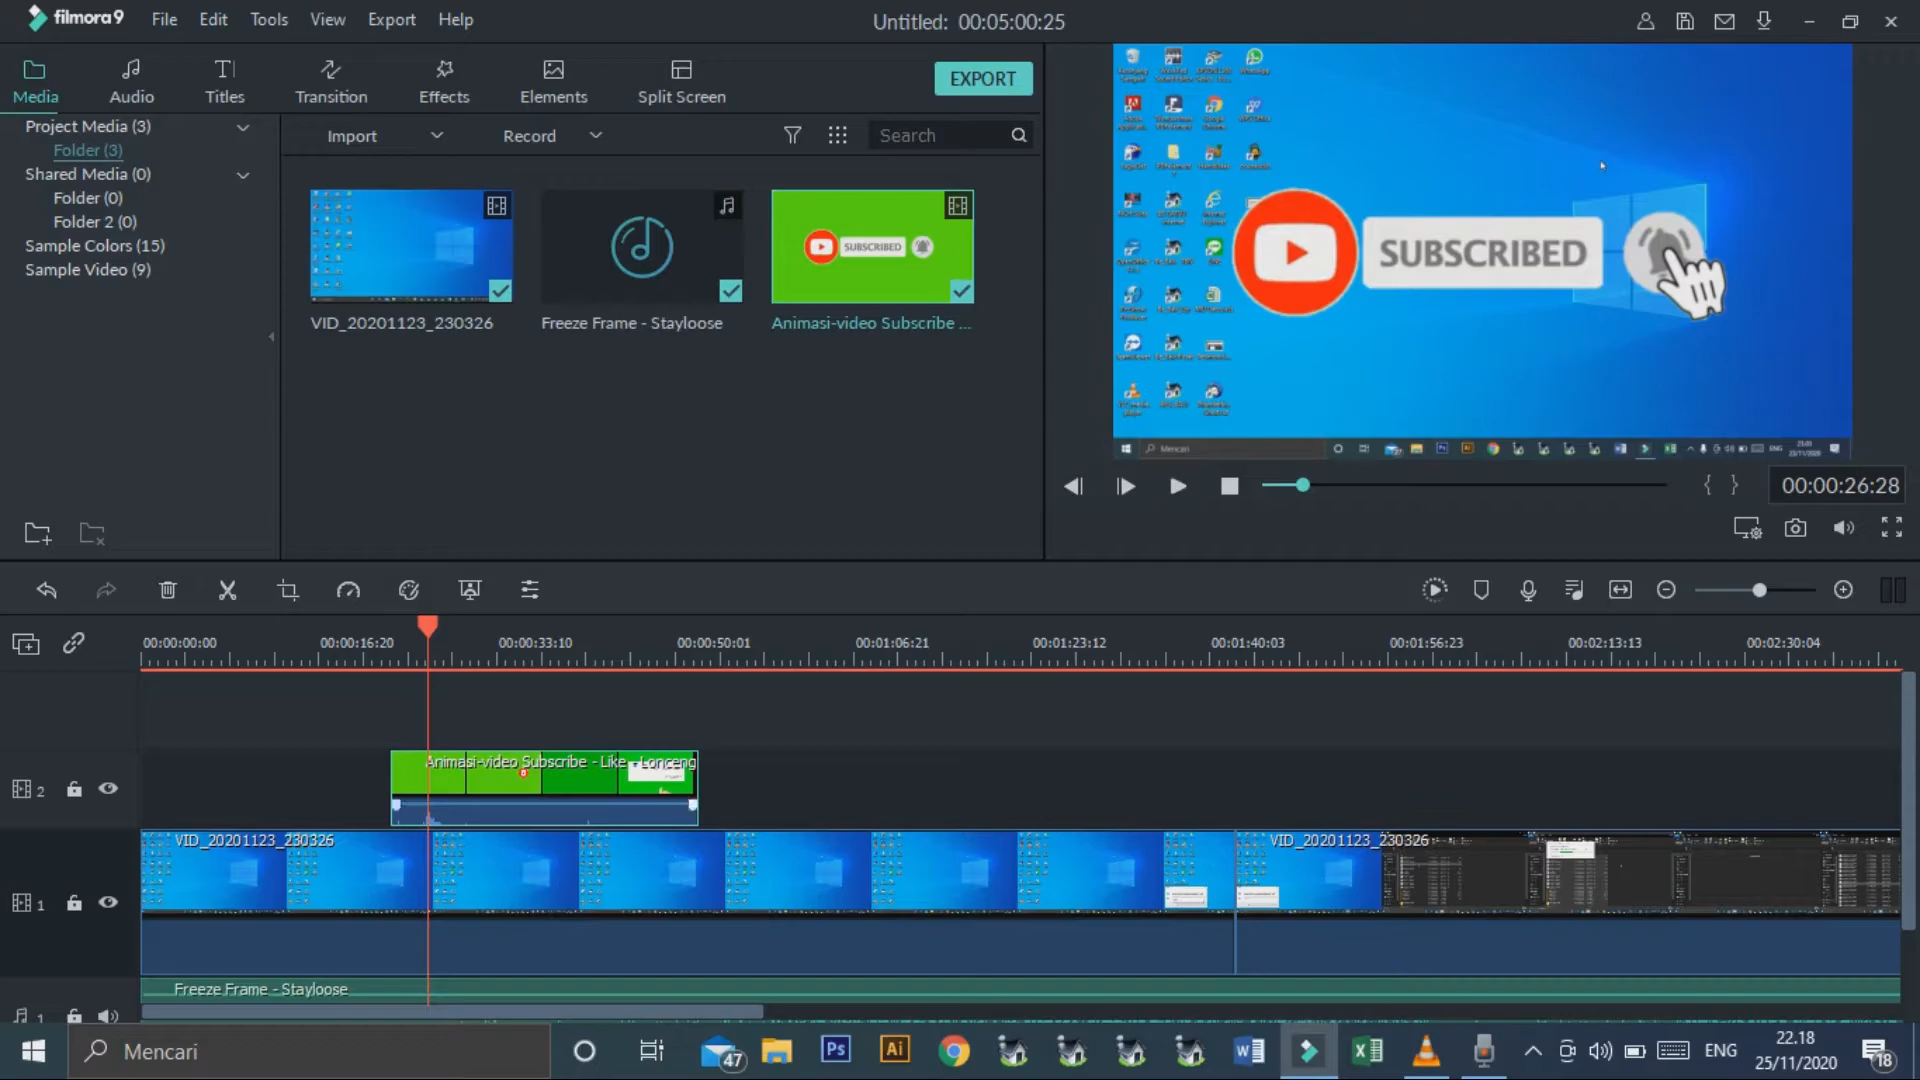 filmora9 File Edit Tools View Export Help
Untitled: 00:05:00:25
Media Audio Titles Transition Effects Elements Split Screen
EXPORT
Project Media (3)
Folder (3)
Shared Media (0)
Folder (0)
Folder 2 (0)
Sample Colors (15)
Sample Video (9)
Import Record Search
SUBSCRIBED
VID_20201123_230326 Freeze Frame - Stayloose Animasi-video Subscribe ...
SUBSCRIBED
Mencari
00:00:26:28
00:00:00:00 00:00:16:20 00:00:33:10 00:00:50:01 00:01:06:21 00:01:23:12 00:01:40:03 00:01:56:23 00:02:13:13 00:02:30:04
Animasi-video Subscribe - Like - Lonceng
2
VID_20201123_230326 VID_20201123_230326
1
Freeze Frame - Stayloose
1
Mencari
47
Ps
Ai
ENG
22.18
25/11/2020
18